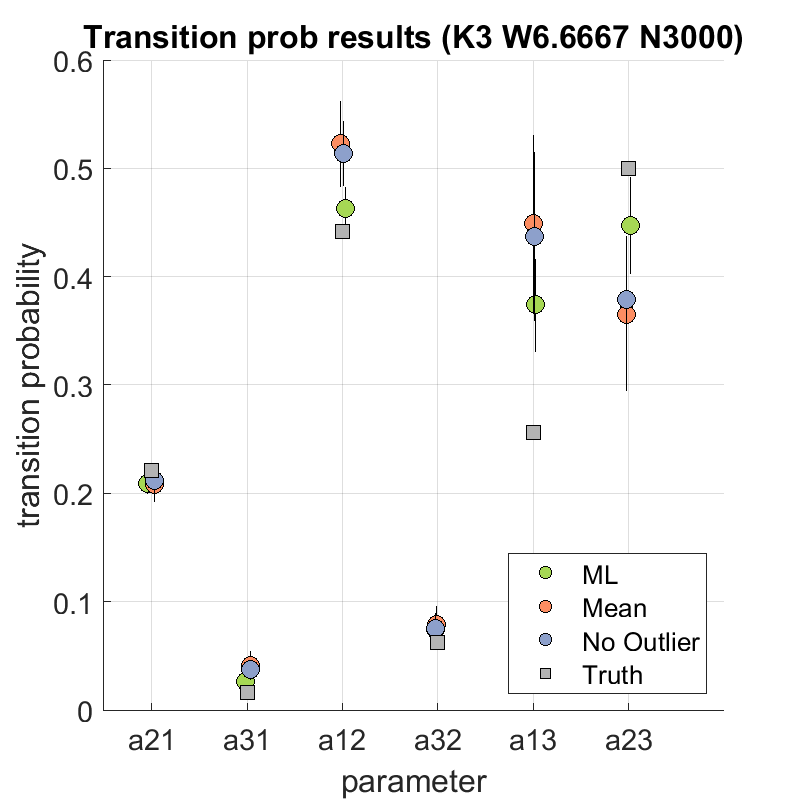 Transition prob results (K3 W6.6667 N3000)
0.6
0.5
0.4
0.3
0.2
0.1
0
transition probability
a21 a31 a12 a32 a13 a23
parameter
ML
Mean
No Outlier
Truth